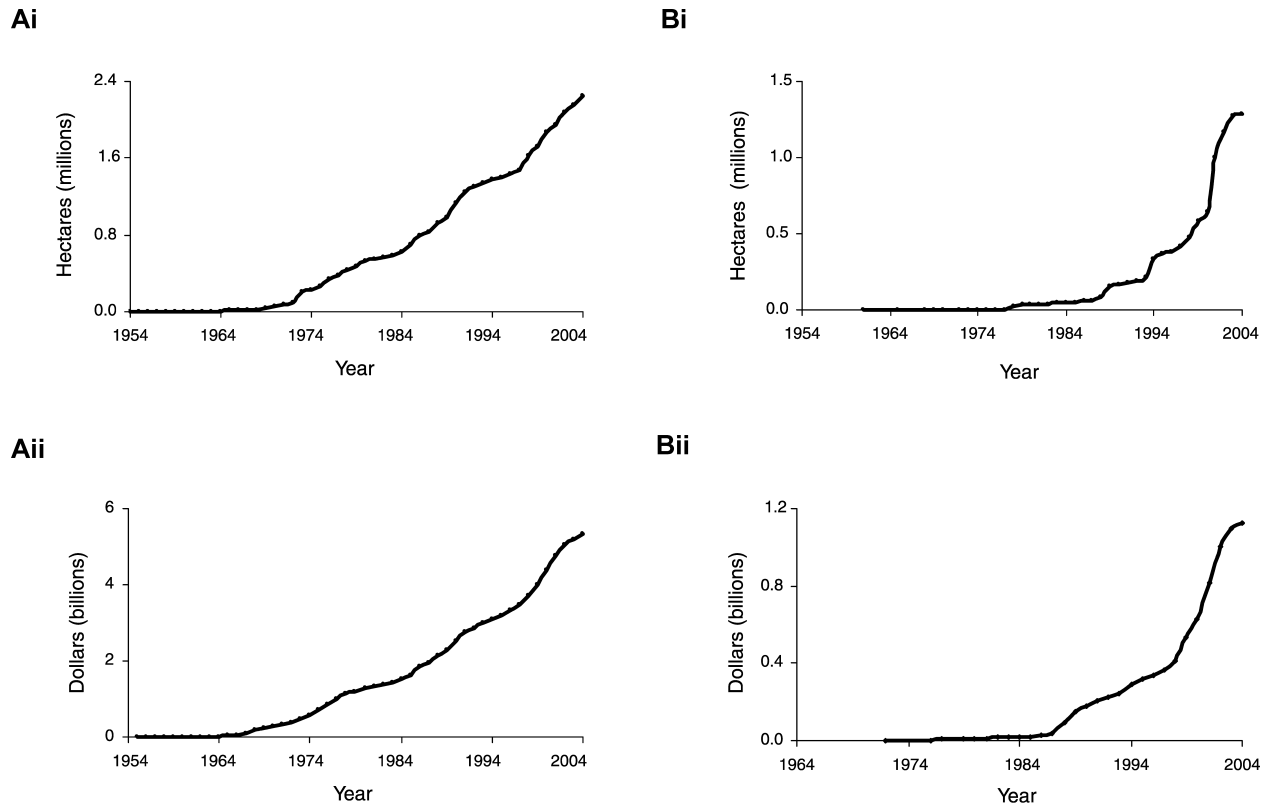 Ai
2.4
1.6
0.8
0.0
Hectares (millions)
1954 1964 1974 1984 1994 2004
Year
Bi
1.5
1.0
0.5
0.0
Hectares (millions)
1954 1964 1974 1984 1994 2004
Year
Aii
6
4
2
0
Dollars (billions)
1954 1964 1974 1984 1994 2004
Year
Bii
1.2
0.8
0.4
0.0
Dollars (billions)
1964 1974 1984 1994 2004
Year